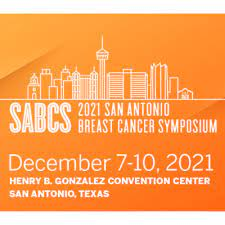 SABCS 2021 SAN ANTONIO
BREAST CANCER SYMPOSIUM
December 7-10, 2021
HENRY B. GONZALEZ CONVENTION CENTER
SAN ANTONIO, TEXAS